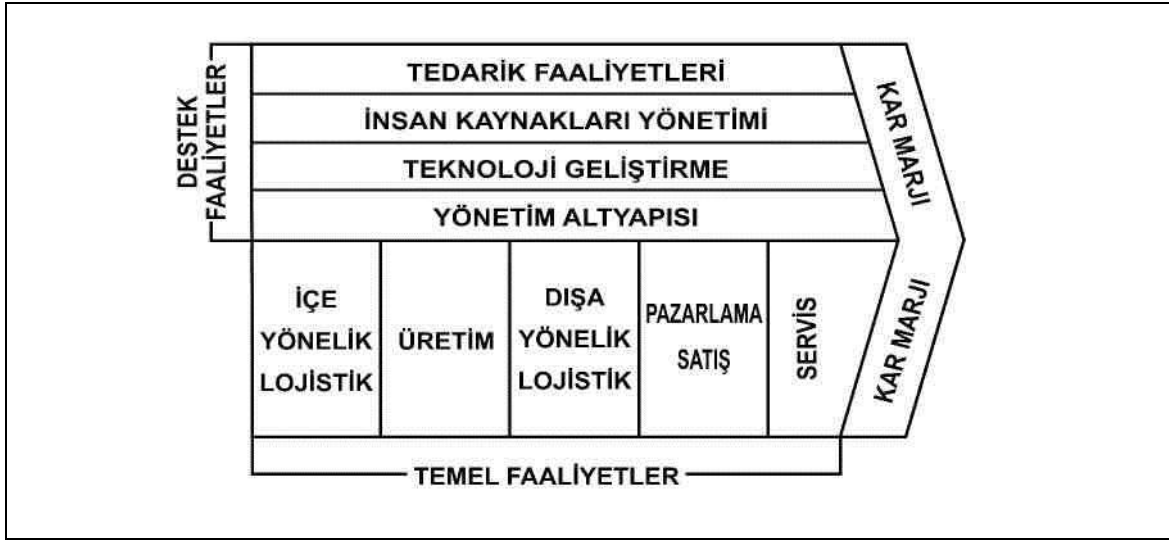 DESTEK
FAALİYETLER
TEDARİK FAALİYETLERİ
İNSAN KAYNAKLARI YÖNETİMİ
TEKNOLOJİ GELİŞTİRME
YÖNETİM ALTYAPISI
KAR MARJI
İÇE
YÖNELİK
LOJİSTİK
ÜRETİM
DIŞA
YÖNELİK
LOJİSTİK
PAZARLAMA
SATIŞ
SERVİS
KAR MARJI
TEMEL FAALİYETLER